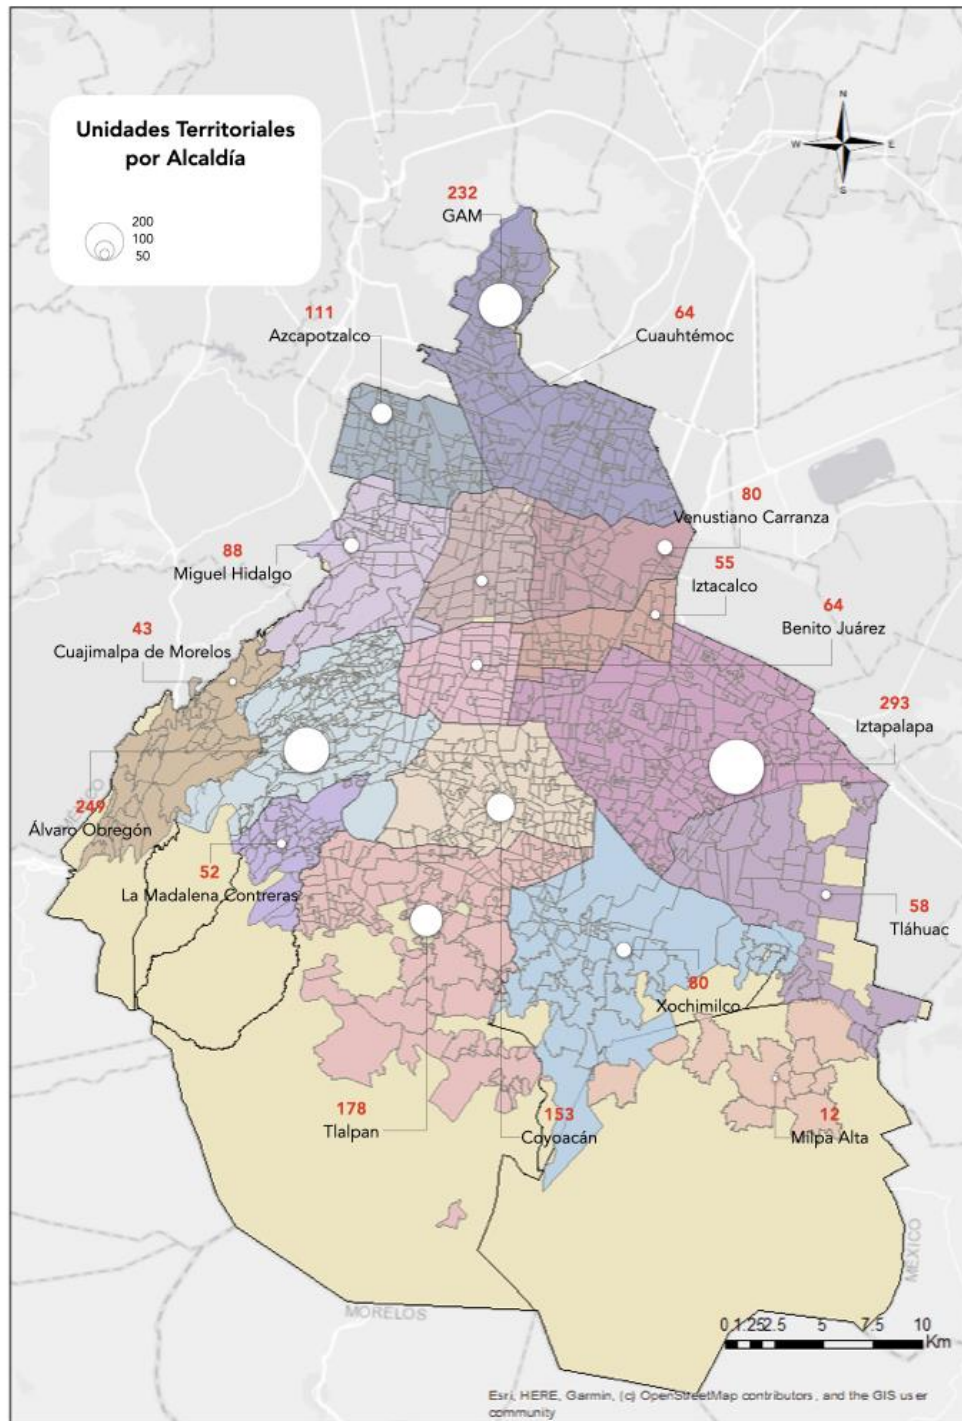 Unidades Territoriales
por Alcaldía
200
100
50
N
W
E
S
232
GAM
111
Azcapotzalco
64
Cuauhtémoc
80
Venustiano Carranza
88
Miguel Hidalgo
55
Iztacalco
64
Benito Juárez
43
Cuajimalpa de Morelos
293
Iztapalapa
249
Álvaro Obregón
52
La Madalena Contreras
58
Tláhuac
80
Xochimilco
178
Tlalpan
153
Coyoacán
12
Milpa Alta
MEXICO
MORELOS
0 1.25 2.5 5 7.5 10
Km
Esri, HERE, Garmin, (c) OpenStreetMap contributors, and the GIS user
community